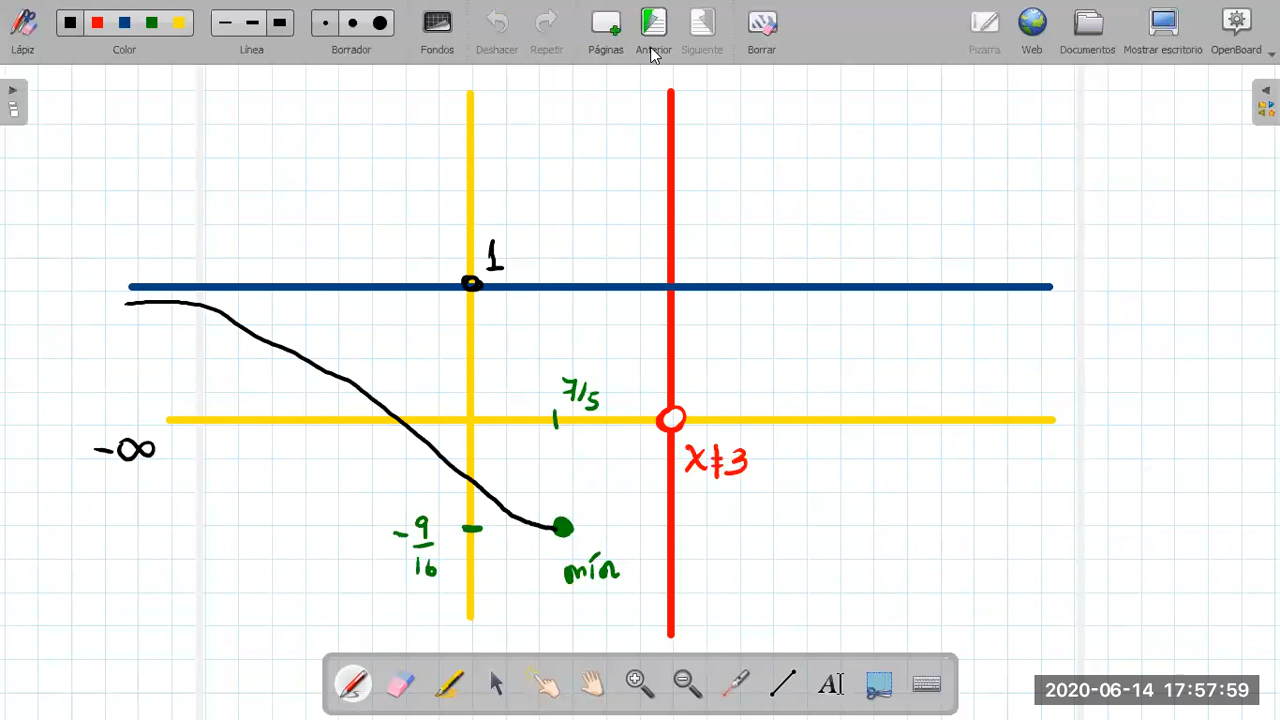 Lápiz
Color
Línea
Borrador
Fondos
Deshacer
Repetir
Páginas
Anterior
Siguiente
Borrar
Pizarra
Web
Documentos
Mostrar escritorio
OpenBoard
1
7/5
-∞
x≠3
-9/16
mín
AI
2020-06-14 17:57:59